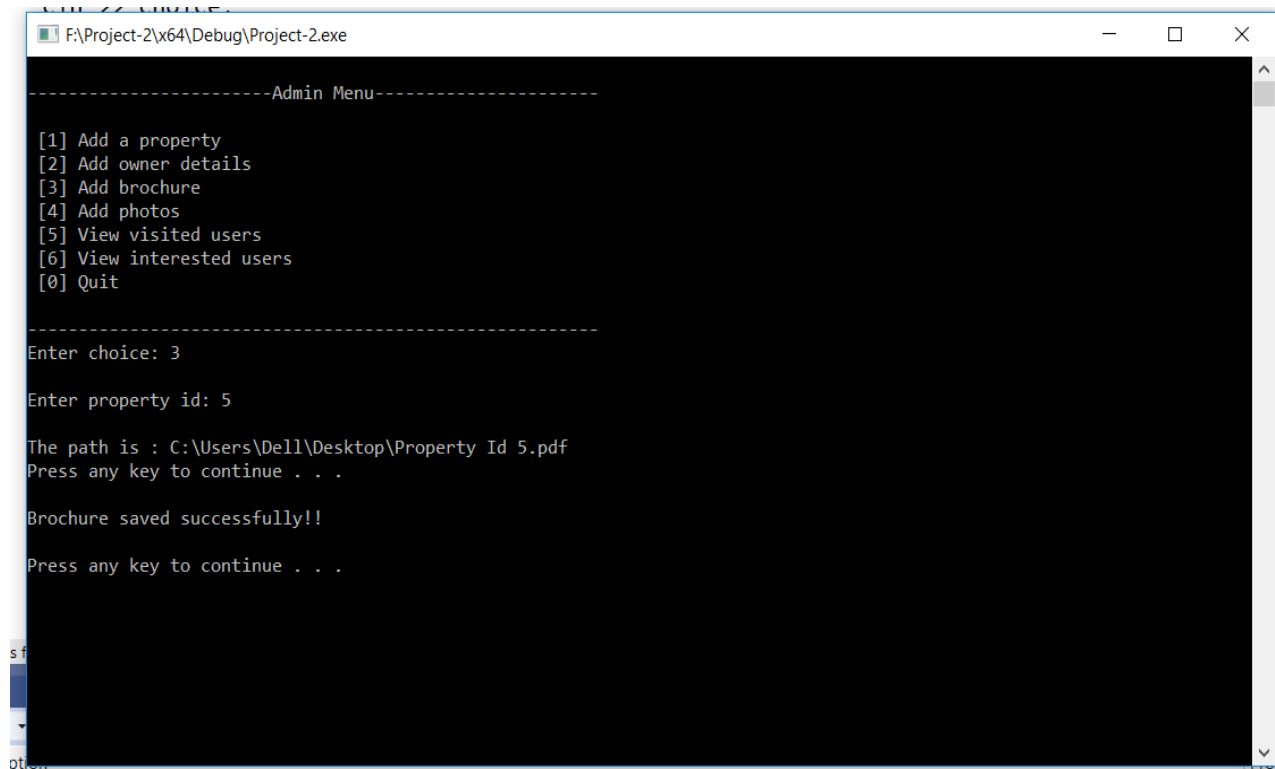 F:\Project-2\x64\Debug\Project-2.exe
------------------------Admin Menu----------------------
[1] Add a property
[2] Add owner details
[3] Add brochure
[4] Add photos
[5] View visited users
[6] View interested users
[0] Quit
--------------------------------------------------------
Enter choice: 3
Enter property id: 5
The path is : C:\Users\Dell\Desktop\Property Id 5.pdf
Press any key to continue . . .
Brochure saved successfully!!
Press any key to continue . . .
s f